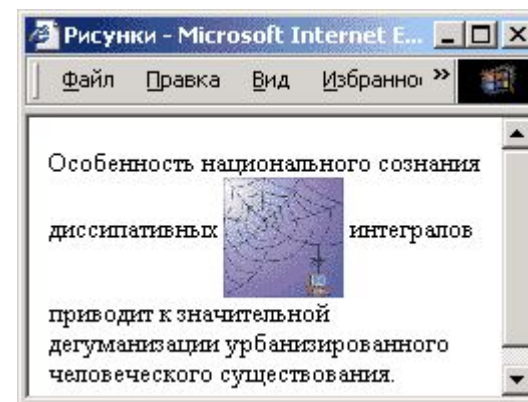 Рисунки - Microsoft Internet E...
Файл Правка Вид Избранно »
Особенность национального сознания
диссипативных интегралов
приводит к значительной
дегуманизации урбанизированного
человеческого существования.